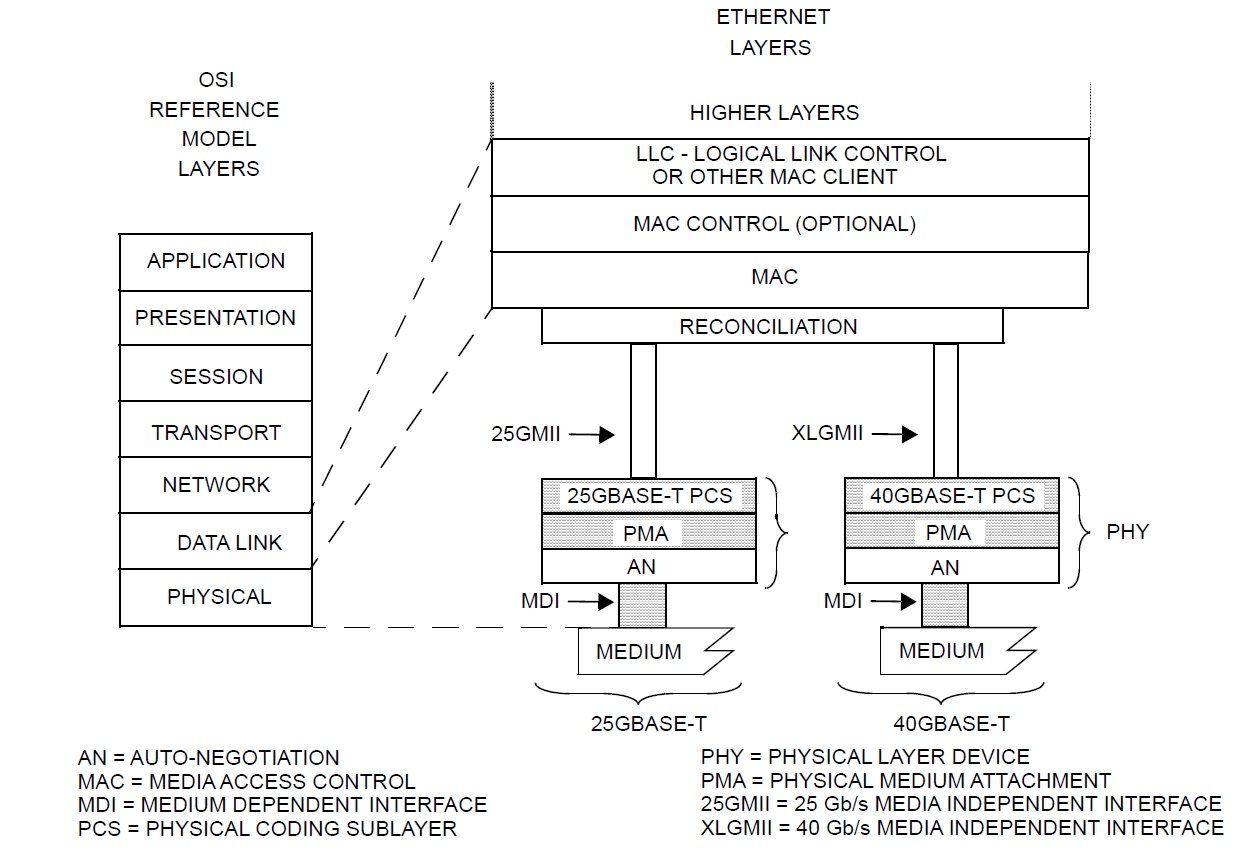 ETHERNET
LAYERS
OSI
REFERENCE
MODEL
LAYERS
HIGHER LAYERS
LLC - LOGICAL LINK CONTROL
OR OTHER MAC CLIENT
MAC CONTROL (OPTIONAL)
MAC
RECONCILIATION
APPLICATION
PRESENTATION
SESSION
TRANSPORT
NETWORK
DATA LINK
PHYSICAL
25GMII
XLGMII
25GBASE-T PCS
PMA
AN
40GBASE-T PCS
PMA
AN
PHY
MDI
MDI
MEDIUM
MEDIUM
25GBASE-T
40GBASE-T
AN = AUTO-NEGOTIATION
MAC = MEDIA ACCESS CONTROL
MDI = MEDIUM DEPENDENT INTERFACE
PCS = PHYSICAL CODING SUBLAYER
PHY = PHYSICAL LAYER DEVICE
PMA = PHYSICAL MEDIUM ATTACHMENT
25GMII = 25 Gb/s MEDIA INDEPENDENT INTERFACE
XLGMII = 40 Gb/s MEDIA INDEPENDENT INTERFACE